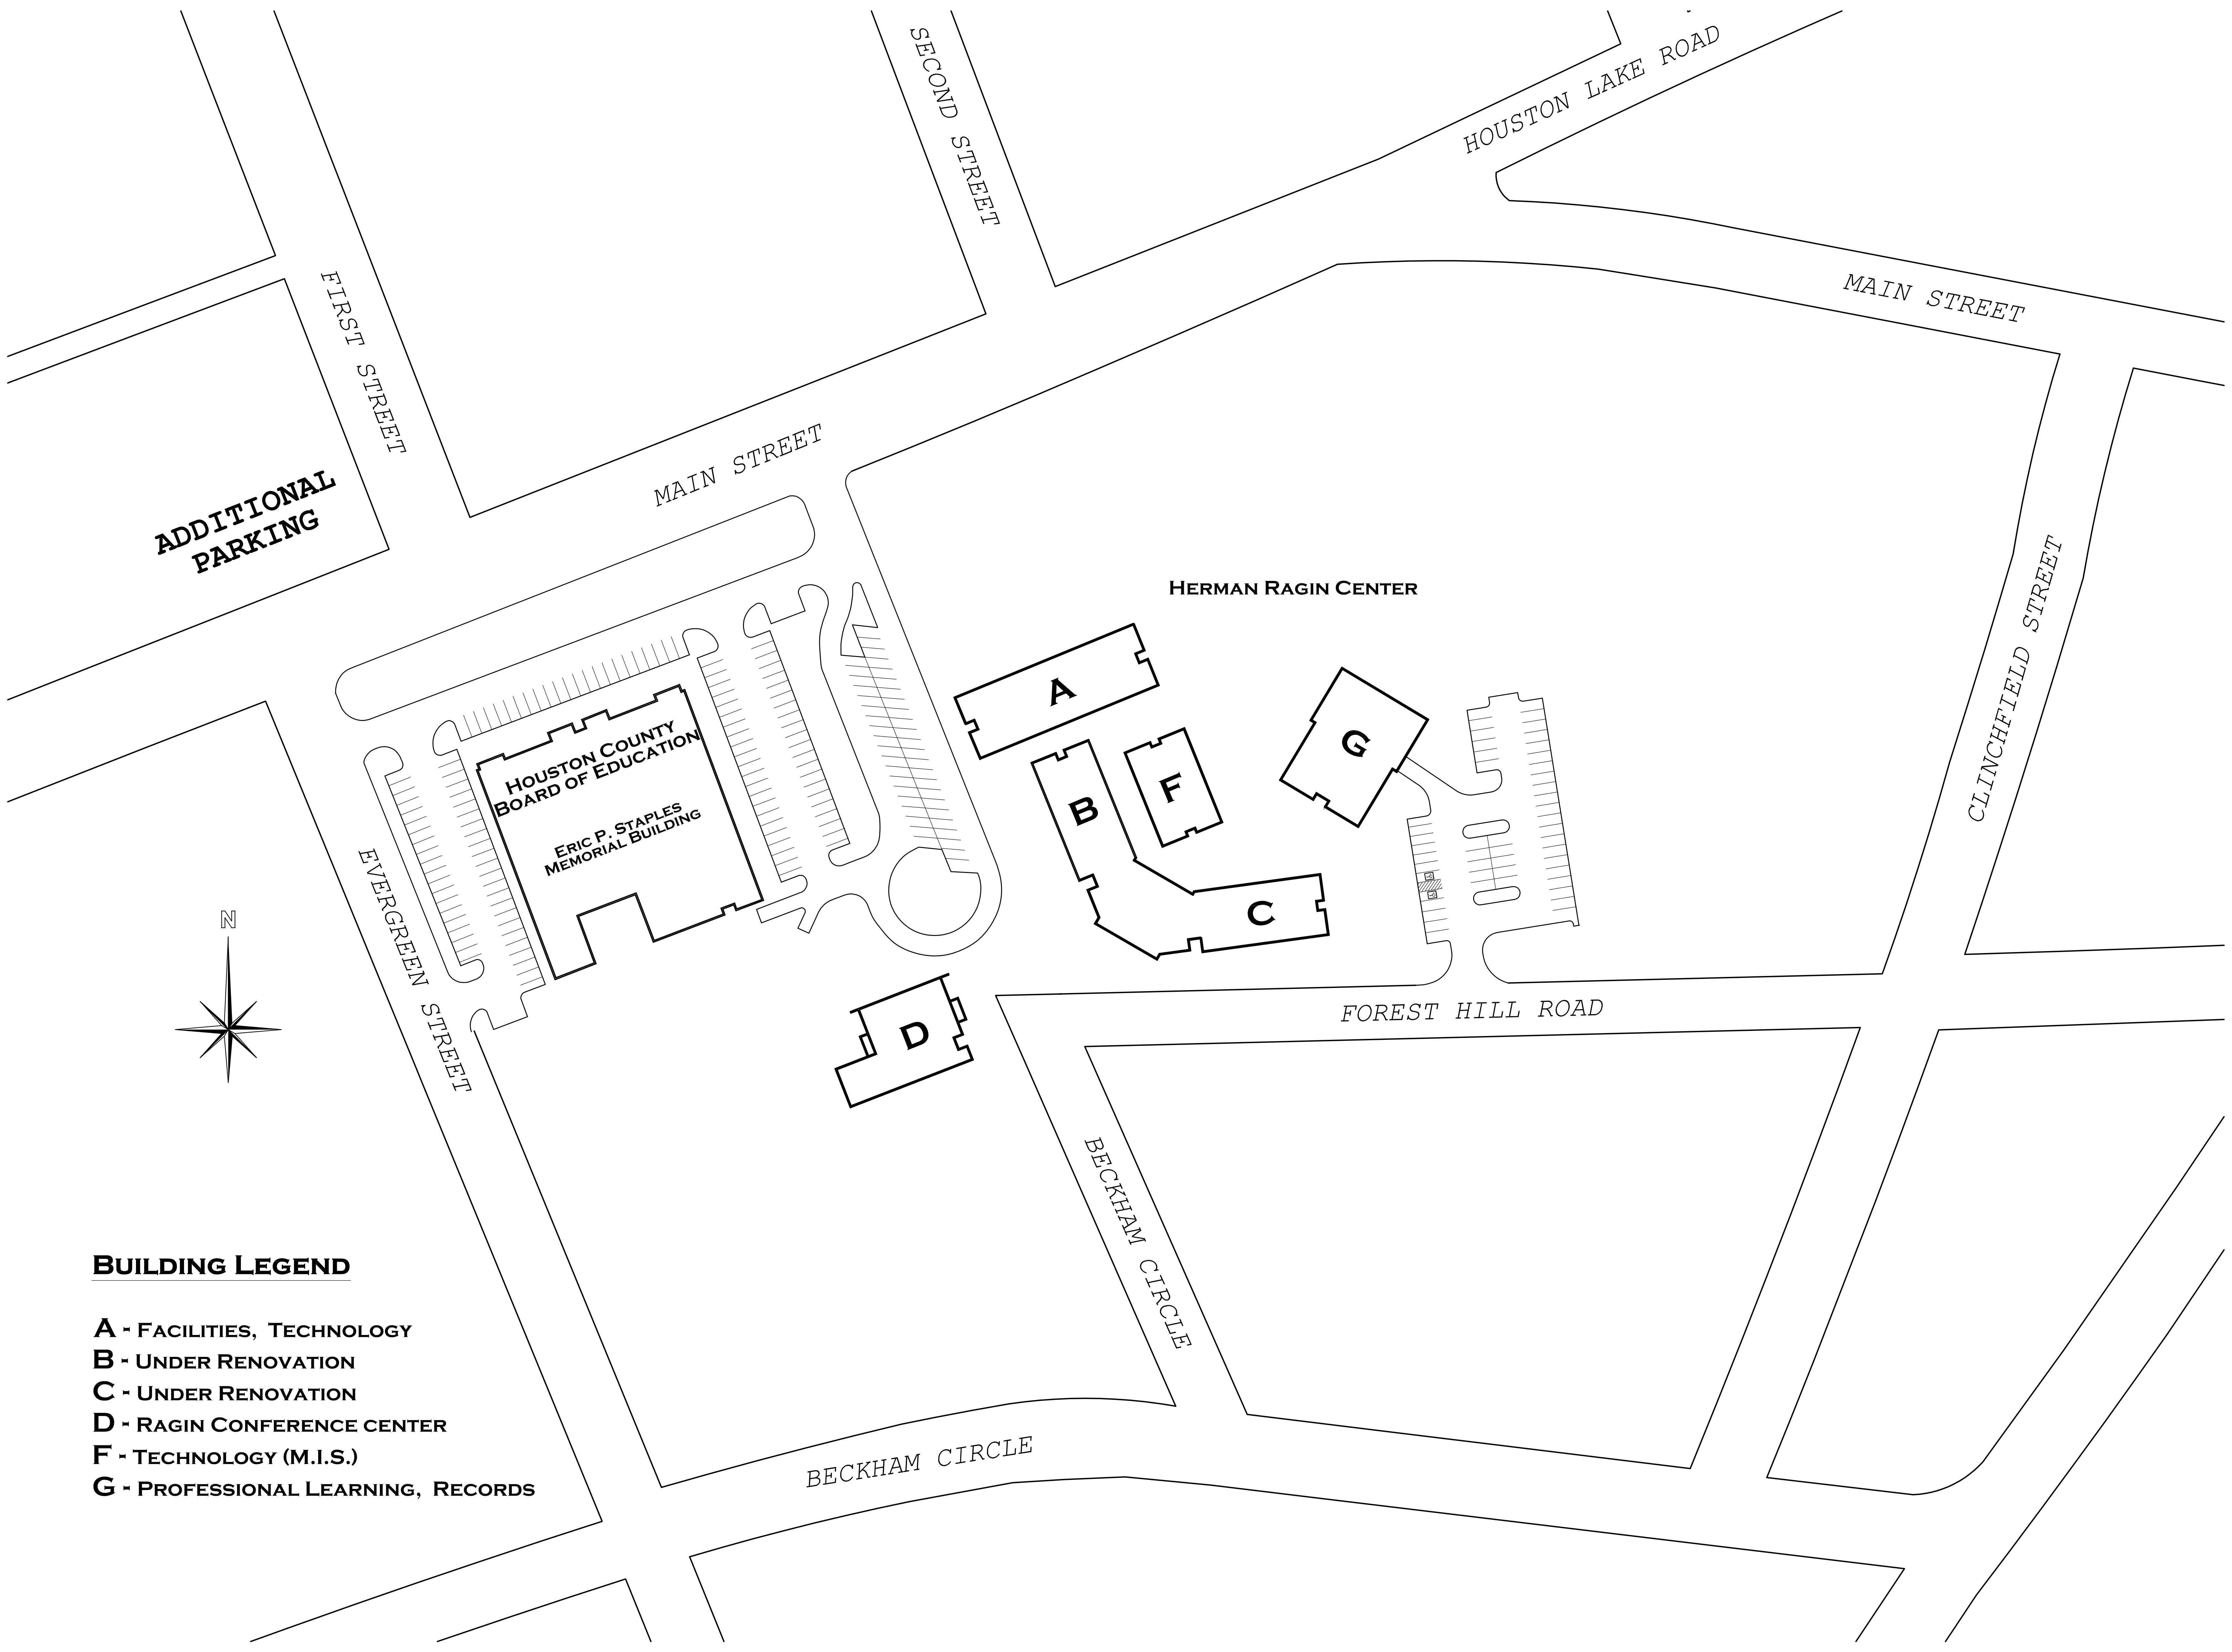 SECOND STREET
HOUSTON LAKE ROAD
MAIN STREET
FIRST STREET
MAIN STREET
ADDITIONAL
PARKING
HERMAN RAGIN CENTER
CLINCHFIELD STREET
A
G
F
B
C
HOUSTON COUNTY
BOARD OF EDUCATION
ERIC P. STAPLES
MEMORIAL BUILDING
EVERGREEN STREET
N
D
FOREST HILL ROAD
BECKHAM CIRCLE
BECKHAM CIRCLE
BUILDING LEGEND
A - FACILITIES, TECHNOLOGY
B - UNDER RENOVATION
C - UNDER RENOVATION
D - RAGIN CONFERENCE CENTER
F - TECHNOLOGY (M.I.S.)
G - PROFESSIONAL LEARNING, RECORDS